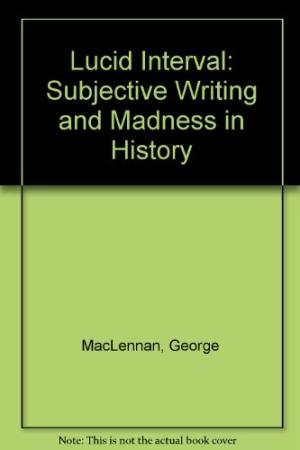 Lucid Interval:
Subjective Writing
and Madness in
History
MacLennan, George
Note: This is not the actual book cover